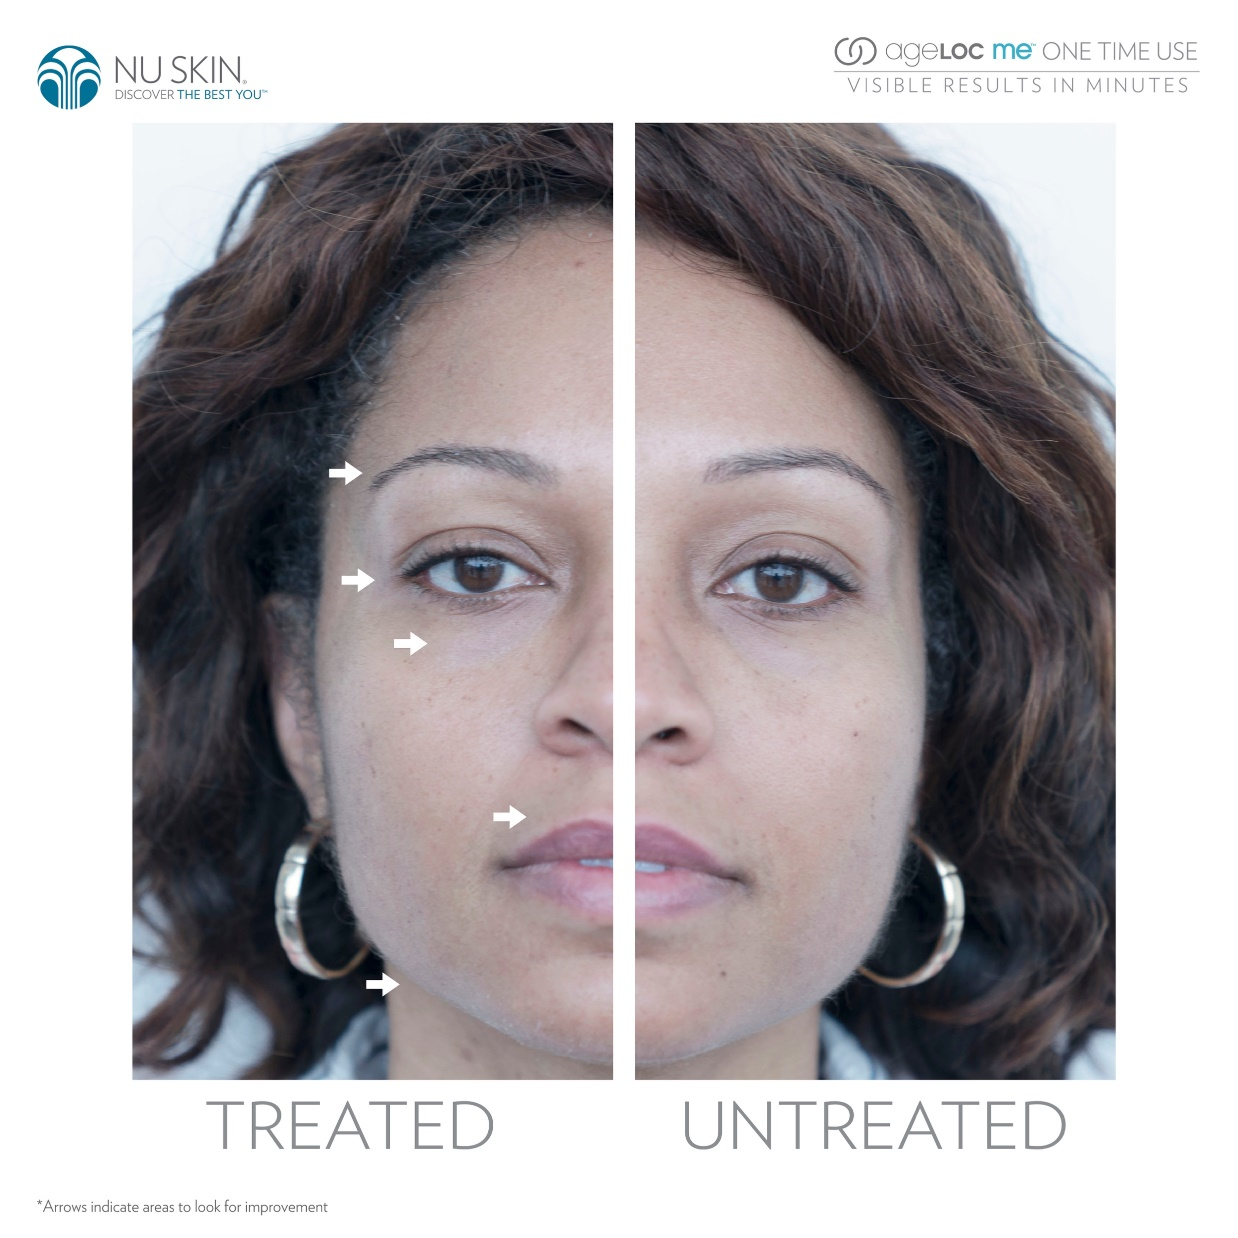 NU SKIN®
DISCOVER THE BEST YOU™
ageLOC me™ ONE TIME USE
VISIBLE RESULTS IN MINUTES
TREATED
UNTREATED
*Arrows indicate areas to look for improvement